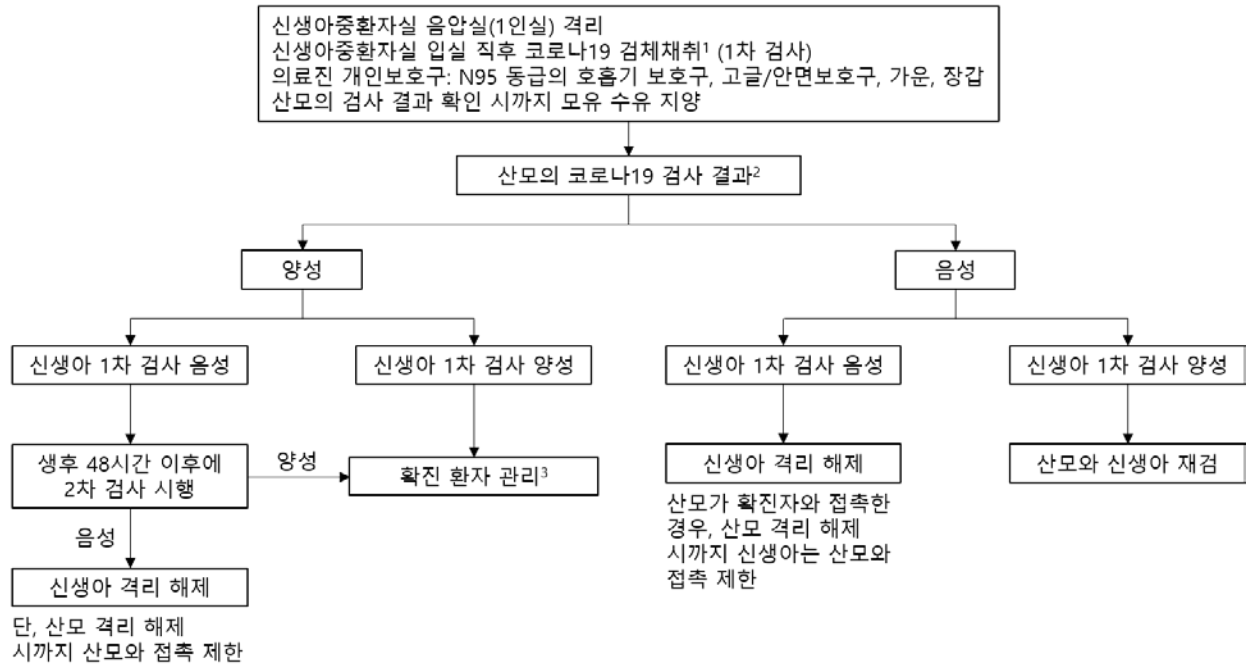 신생아중환자실 음압실(1인실) 격리
신생아중환자실 입실 직후 코로나19 검체채취¹ (1차 검사)
의료진 개인보호구: N95 동급의 호흡기 보호구, 고글/안면보호구, 가운, 장갑
산모의 검사 결과 확인 시까지 모유 수유 지양
산모의 코로나19 검사 결과²
양성
음성
신생아 1차 검사 음성
신생아 1차 검사 양성
신생아 1차 검사 음성
신생아 1차 검사 양성
생후 48시간 이후에
2차 검사 시행
양성
확진 환자 관리³
신생아 격리 해제
산모와 신생아 재검
산모가 확진자와 접촉한
경우, 산모 격리 해제
시까지 신생아는 산모와
접촉 제한
음성
신생아 격리 해제
단, 산모 격리 해제
시까지 산모와 접촉 제한